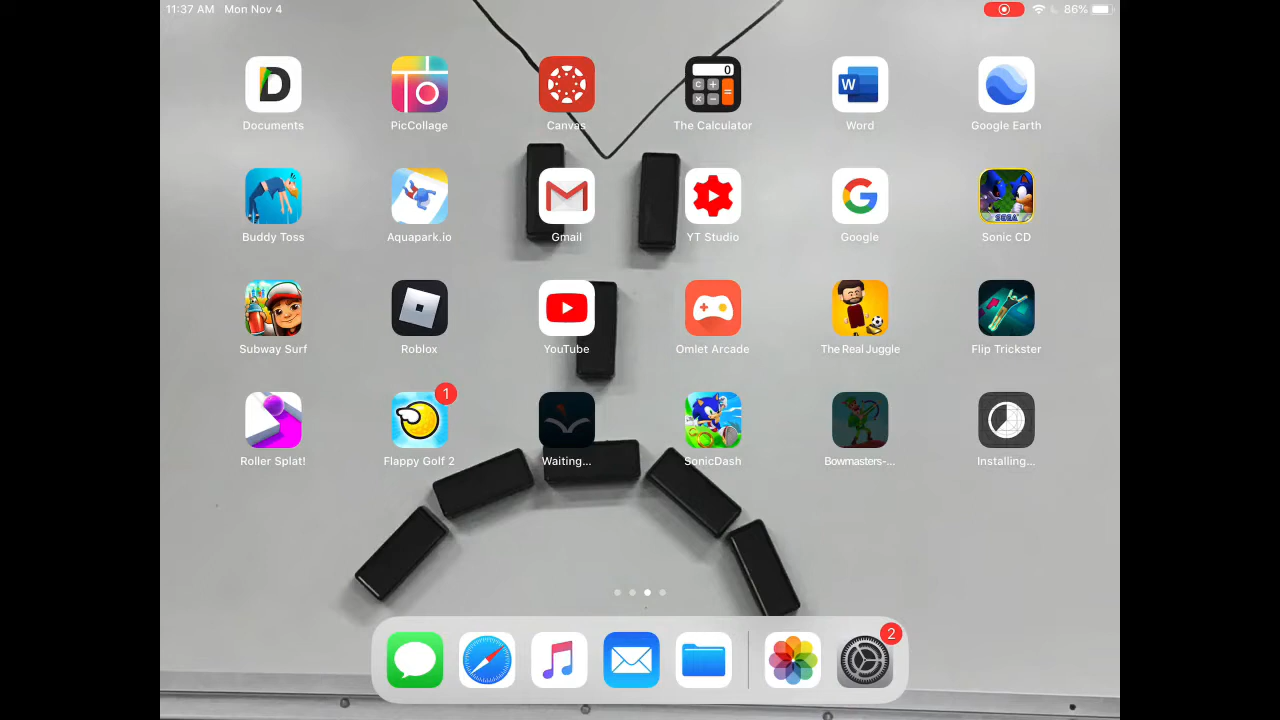 11:37 AM Mon Nov 4 86%
0
W
Documents PicCollage Canvas The Calculator Word Google Earth
SEGA
Buddy Toss Aquapark.io Gmail YT Studio Google Sonic CD
Subway Surf Roblox YouTube Omlet Arcade The Real Juggle Flip Trickster
1
Roller Splat! Flappy Golf 2 Waiting... SonicDash Bowmasters-... Installing...
2